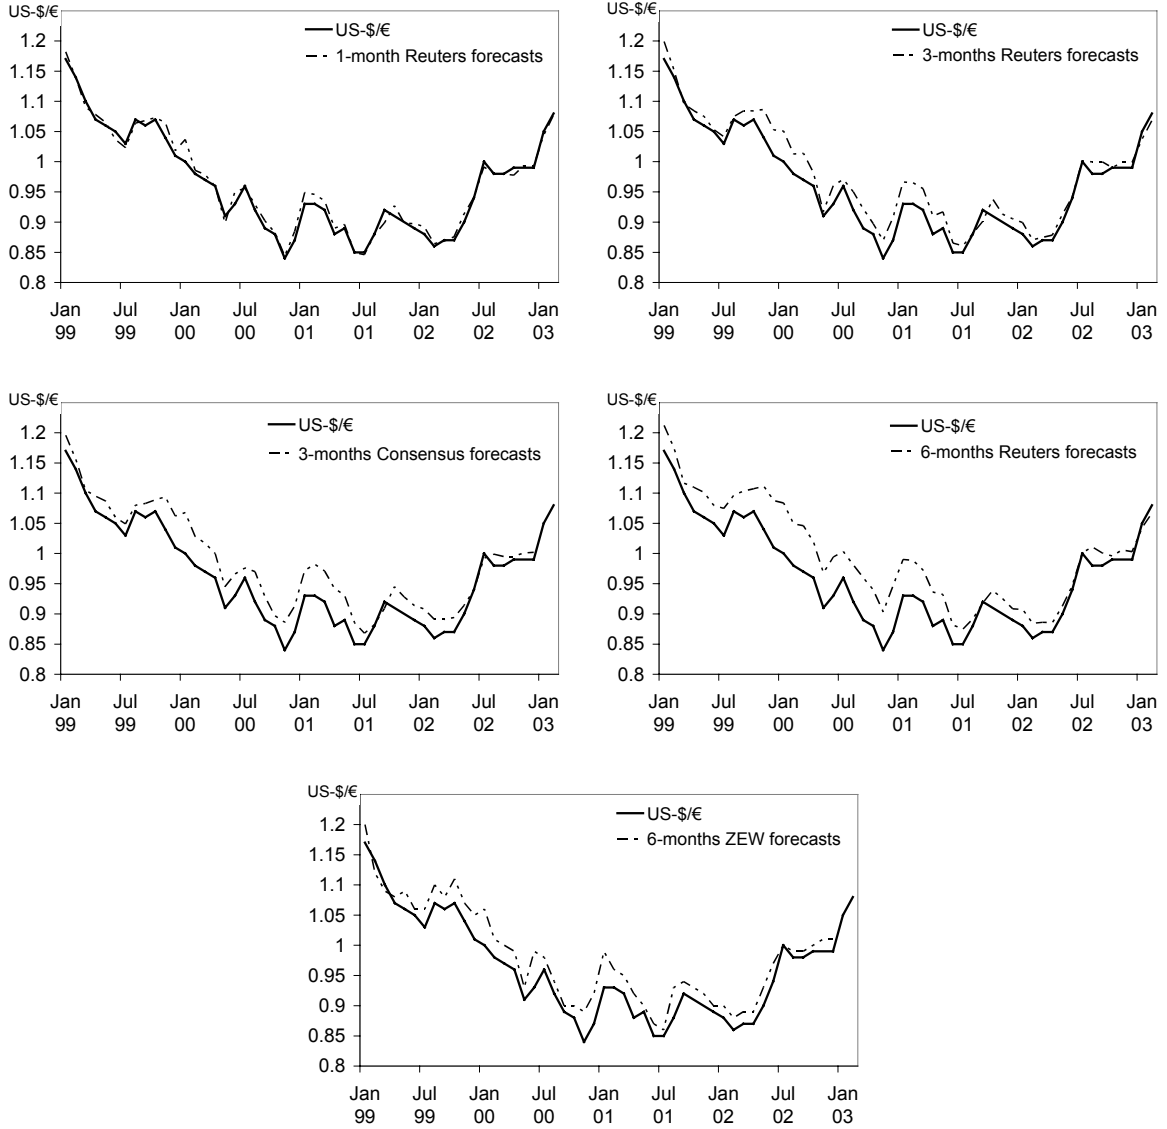 US-$/€
US-$/€
1-month Reuters forecasts
1.2
1.15
1.1
1.05
1
0.95
0.9
0.85
0.8
Jan Jul Jan Jul Jan Jul Jan Jul Jan
99 99 00 00 01 01 02 02 03
US-$/€
US-$/€
3-months Reuters forecasts
1.2
1.15
1.1
1.05
1
0.95
0.9
0.85
0.8
Jan Jul Jan Jul Jan Jul Jan Jul Jan
99 99 00 00 01 01 02 02 03
US-$/€
US-$/€
3-months Consensus forecasts
1.2
1.15
1.1
1.05
1
0.95
0.9
0.85
0.8
Jan Jul Jan Jul Jan Jul Jan Jul Jan
99 99 00 00 01 01 02 02 03
US-$/€
US-$/€
6-months Reuters forecasts
1.2
1.15
1.1
1.05
1
0.95
0.9
0.85
0.8
Jan Jul Jan Jul Jan Jul Jan Jul Jan
99 99 00 00 01 01 02 02 03
US-$/€
US-$/€
6-months ZEW forecasts
1.2
1.15
1.1
1.05
1
0.95
0.9
0.85
0.8
Jan Jul Jan Jul Jan Jul Jan Jul Jan
99 99 00 00 01 01 02 02 03